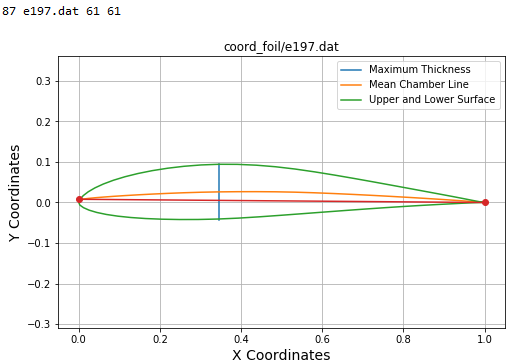 87 e197.dat 61 61
coord_foil/e197.dat
Maximum Thickness
Mean Chamber Line
Upper and Lower Surface
0.3
0.2
0.1
0.0
−0.1
−0.2
−0.3
Y Coordinates
0.0 0.2 0.4 0.6 0.8 1.0
X Coordinates